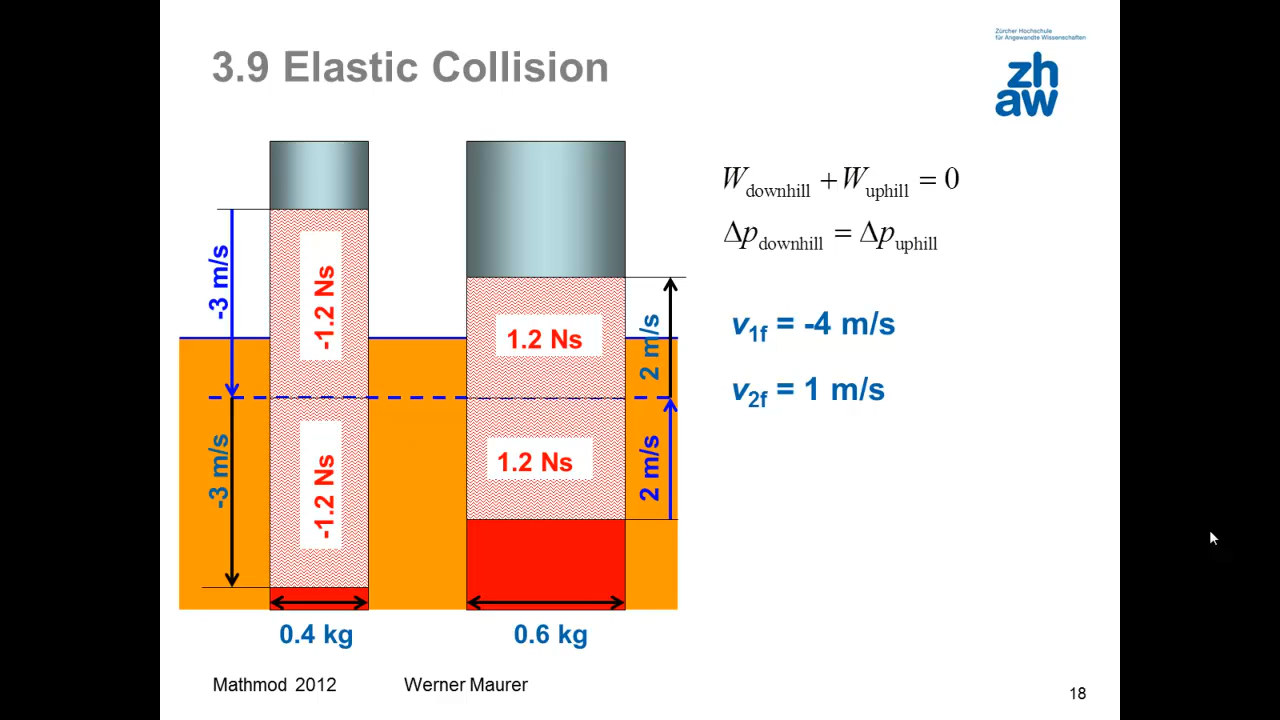 Zürcher Hochschule
für Angewandte Wissenschaften
zh
aw
3.9 Elastic Collision
W downhill + W uphill = 0
Δp downhill = Δp uphill
-3 m/s
-1.2 Ns
1.2 Ns
2 m/s
v1f = -4 m/s
v2f = 1 m/s
-3 m/s
-1.2 Ns
1.2 Ns
2 m/s
0.4 kg
0.6 kg
Mathmod 2012
Werner Maurer
18